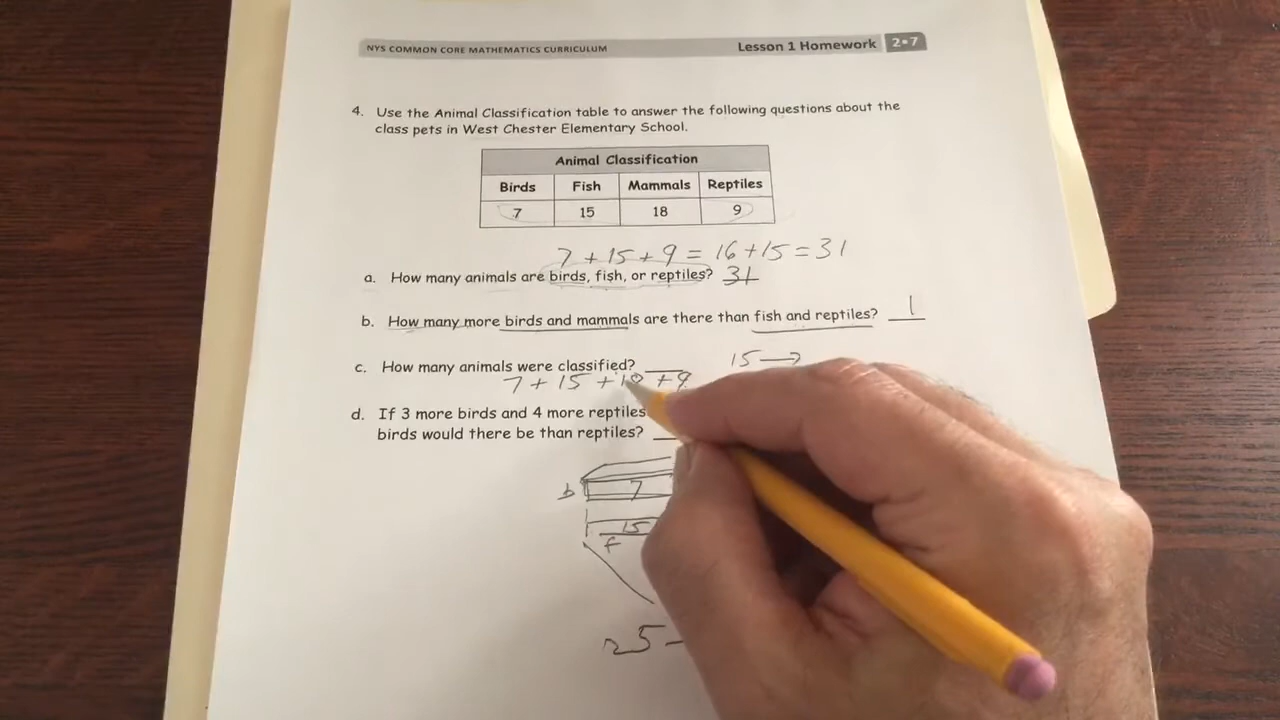 NYS COMMON CORE MATHEMATICS CURRICULUM Lesson 1 Homework 2•7
4. Use the Animal Classification table to answer the following questions about the
class pets in West Chester Elementary School.
Animal Classification
Birds Fish Mammals Reptiles
7 15 18 9
7 + 15 + 9 = 16 + 15 = 31
a. How many animals are birds, fish, or reptiles? 31
b. How many more birds and mammals are there than fish and reptiles? 1
c. How many animals were classified?
15 →
7 + 15 + 18 + 9
d. If 3 more birds and 4 more reptiles
birds would there be than reptiles?
b 7
15
f
25 -